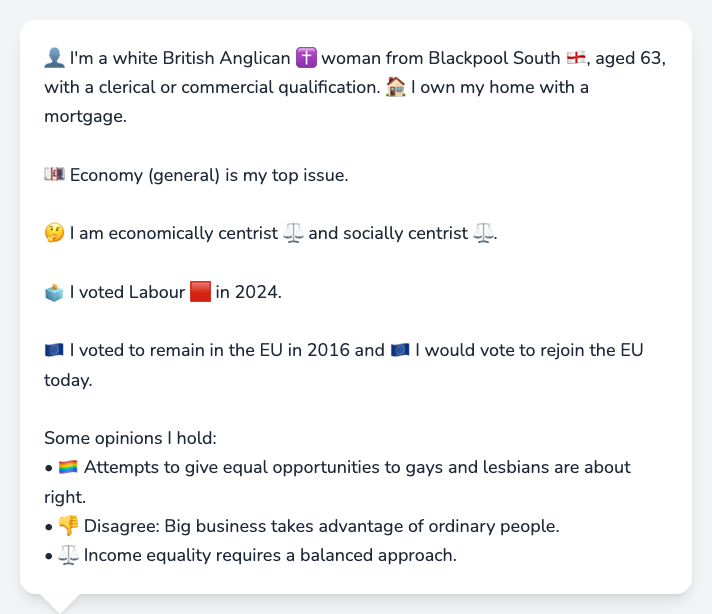 👤 I'm a white British Anglican ✝️ woman from Blackpool South 🏴󠁧󠁢󠁥󠁮󠁧󠁿, aged 63,
with a clerical or commercial qualification. 🏠 I own my home with a
mortgage.
💷 Economy (general) is my top issue.
🤔 I am economically centrist ⚖️ and socially centrist ⚖️.
🗳️ I voted Labour 🟥 in 2024.
🇪🇺 I voted to remain in the EU in 2016 and 🇪🇺 I would vote to rejoin the EU
today.
Some opinions I hold:
• 🏳️‍🌈 Attempts to give equal opportunities to gays and lesbians are about
right.
• 👎 Disagree: Big business takes advantage of ordinary people.
• ⚖️ Income equality requires a balanced approach.